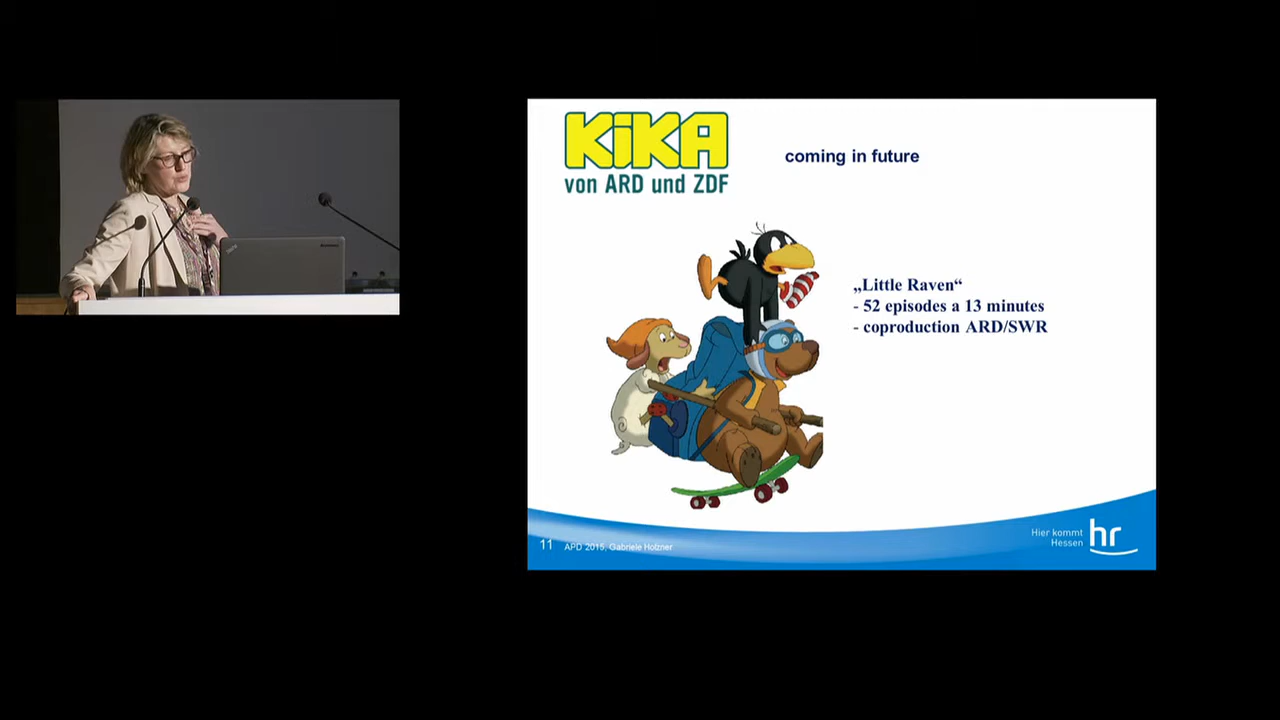 KiKA
von ARD und ZDF
coming in future
„Little Raven“
- 52 episodes a 13 minutes
- coproduction ARD/SWR
11 APD 2015, Gabriele Holzner
Hier kommt
Hessen
hr